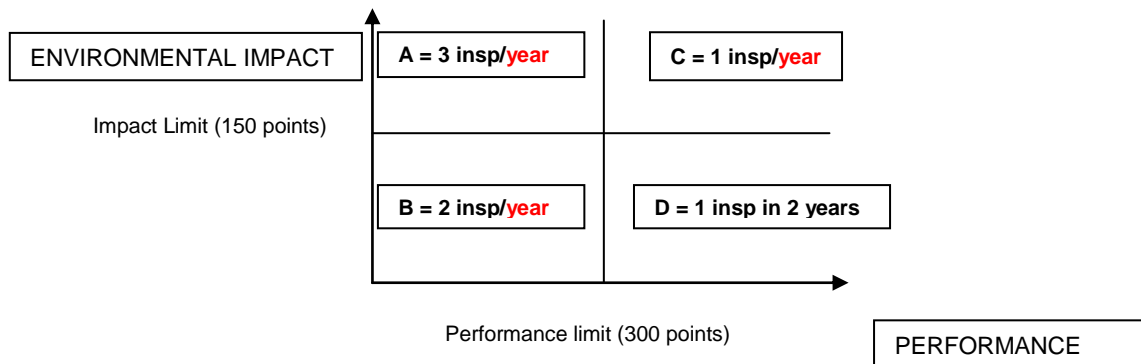 ENVIRONMENTAL IMPACT
A = 3 insp/year
C = 1 insp/year
Impact Limit (150 points)
B = 2 insp/year
D = 1 insp in 2 years
Performance limit (300 points)
PERFORMANCE